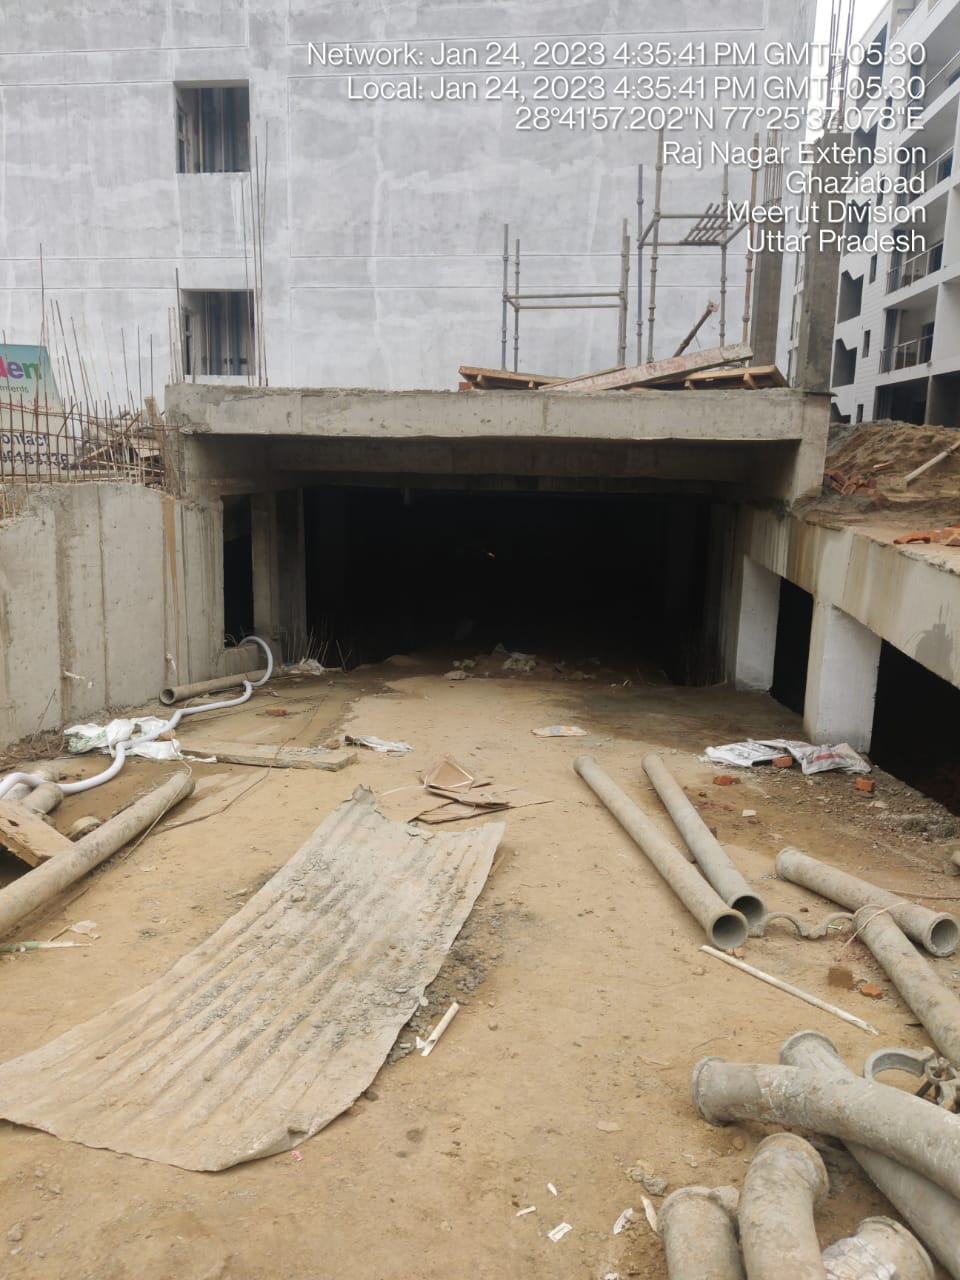 Network: Jan 24, 2023 4:35:41 PM GMT+05:30
Local: Jan 24, 2023 4:35:41 PM GMT+05:30
28°41'57.202"N 77°25'37.078"E
Raj Nagar Extension
Ghaziabad
Meerut Division
Uttar Pradesh